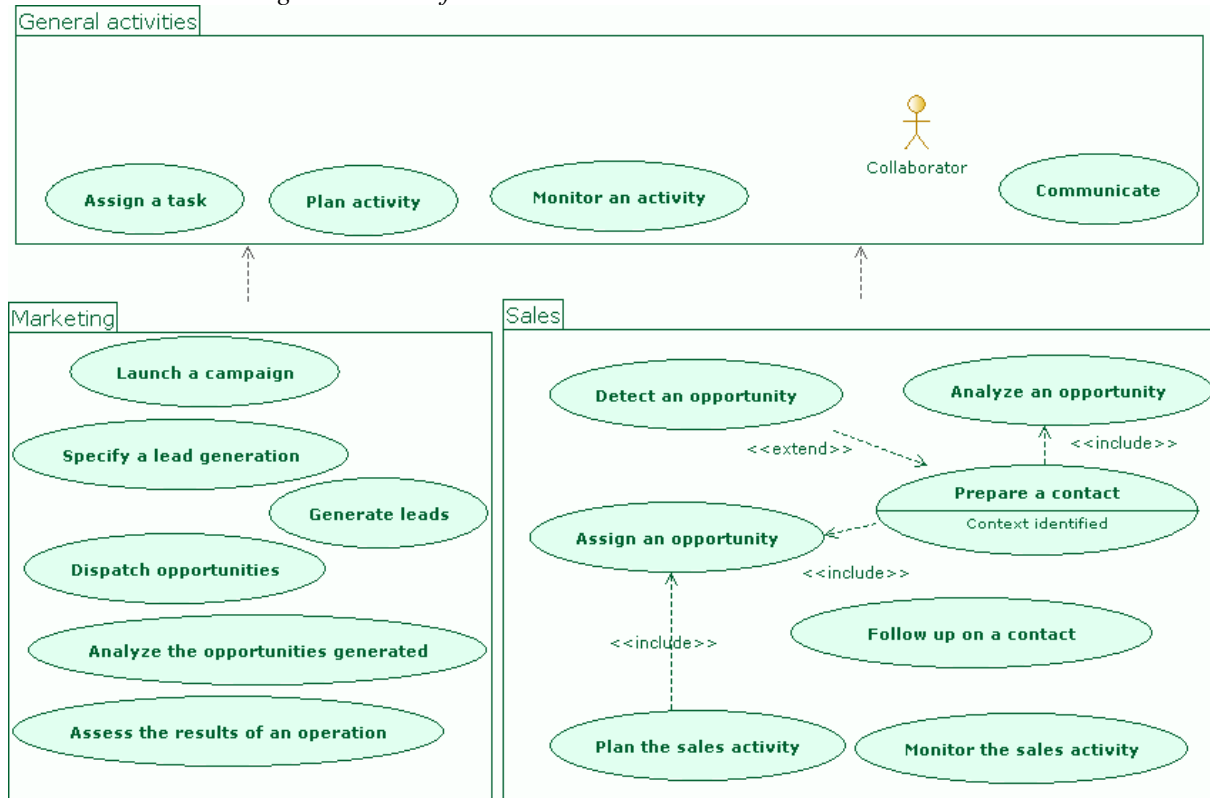 General activities
Collaborator
Assign a task
Plan activity
Monitor an activity
Communicate
Marketing
Launch a campaign
Specify a lead generation
Generate leads
Dispatch opportunities
Analyze the opportunities generated
Assess the results of an operation
Sales
Detect an opportunity
Analyze an opportunity
<<extend>>
<<include>>
Prepare a contact
Context identified
Assign an opportunity
<<include>>
Follow up on a contact
<<include>>
Plan the sales activity
Monitor the sales activity